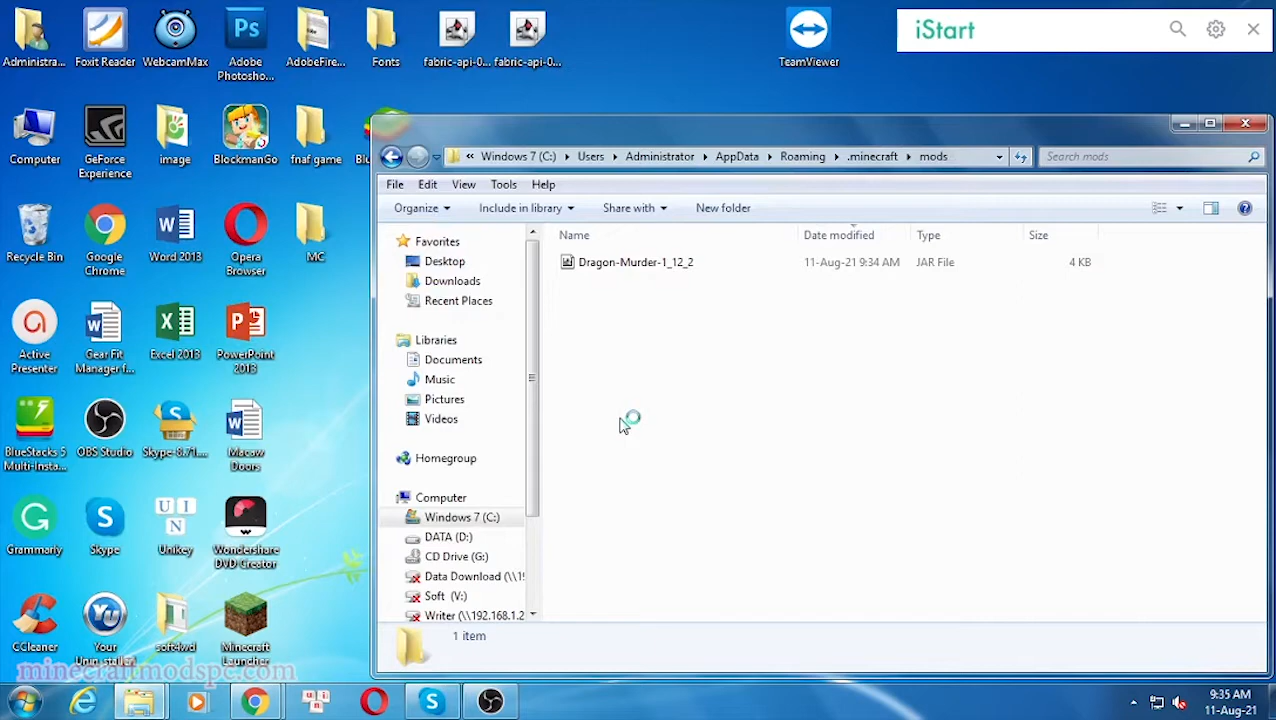 Administra...
Foxit Reader
WebcamMax
Adobe Photosho...
AdobeFire...
Fonts
fabric-api-0...
fabric-api-0...
TeamViewer
iStart
Computer
GeForce Experience
image
BlockmanGo
fnaf game
Recycle Bin
Google Chrome
Word 2013
Opera Browser
MC
Active Presenter
Gear Fit Manager f...
Excel 2013
PowerPoint 2013
BlueStacks 5 Multi-Insta...
OBS Studio
Skype-8.71....
Macaw Doors
Grammarly
Skype
Unikey
Wondershare DVD Creator
CCleaner
Your Unin...staller
soft4wd
Minecraft Launcher
minecraftmodspc.com
« Windows 7 (C:) Users Administrator AppData Roaming .minecraft mods
Search mods
File Edit View Tools Help
Organize Include in library Share with New folder
Name Date modified Type Size
Dragon-Murder-1_12_2 11-Aug-21 9:34 AM JAR File 4 KB
Favorites
Desktop
Downloads
Recent Places
Libraries
Documents
Music
Pictures
Videos
Homegroup
Computer
Windows 7 (C:)
DATA (D:)
CD Drive (G:)
Data Download (\\19
Soft (V:)
Writer (\\192.168.1.2
1 item
9:35 AM
11-Aug-21